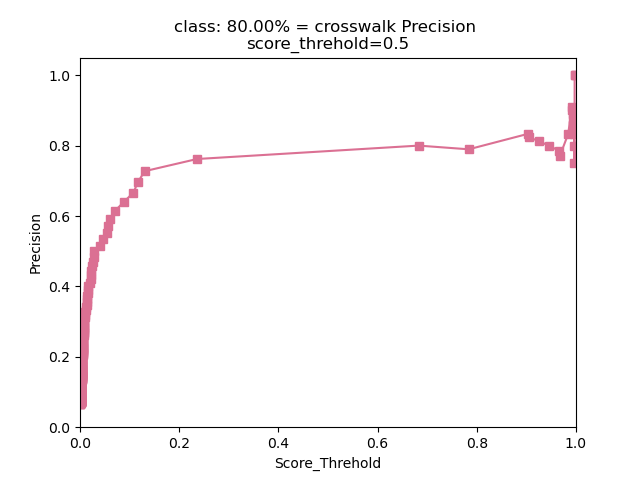 class: 80.00% = crosswalk Precision
score_threhold=0.5
1.0
0.8
0.6
0.4
0.2
0.0
Precision
0.0 0.2 0.4 0.6 0.8 1.0
Score_Threhold